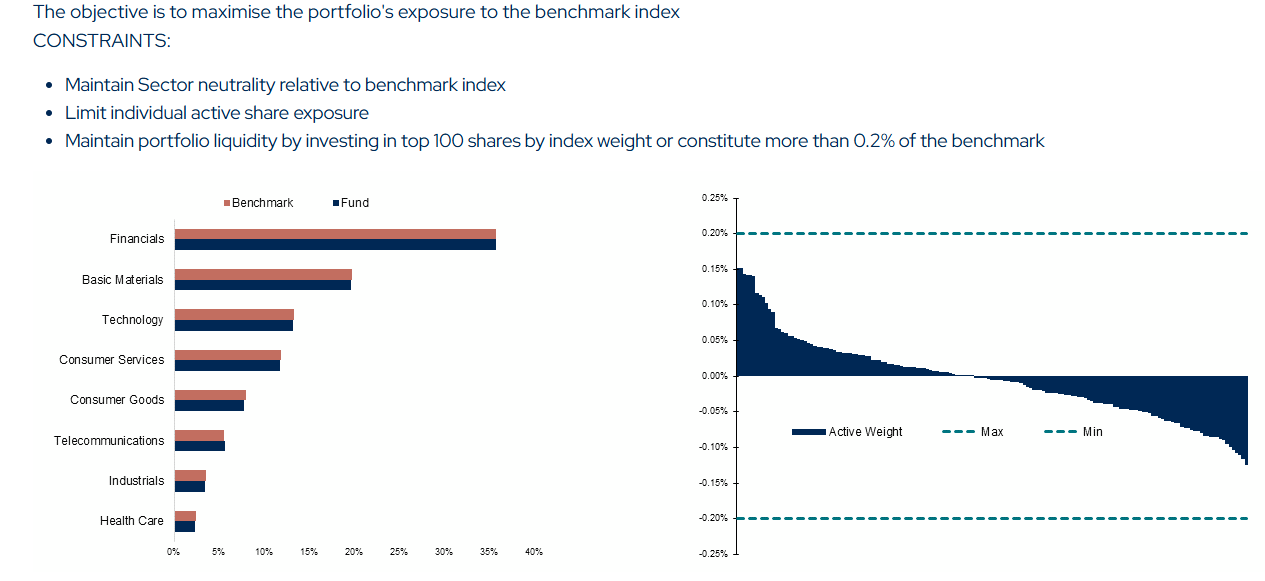 The objective is to maximise the portfolio's exposure to the benchmark index
CONSTRAINTS:
• Maintain Sector neutrality relative to benchmark index
• Limit individual active share exposure
• Maintain portfolio liquidity by investing in top 100 shares by index weight or constitute more than 0.2% of the benchmark
Benchmark Fund
Financials
Basic Materials
Technology
Consumer Services
Consumer Goods
Telecommunications
Industrials
Health Care
0% 5% 10% 15% 20% 25% 30% 35% 40%
0.25%
0.20%
0.15%
0.10%
0.05%
0.00%
-0.05%
Active Weight Max Min
-0.10%
-0.15%
-0.20%
-0.25%